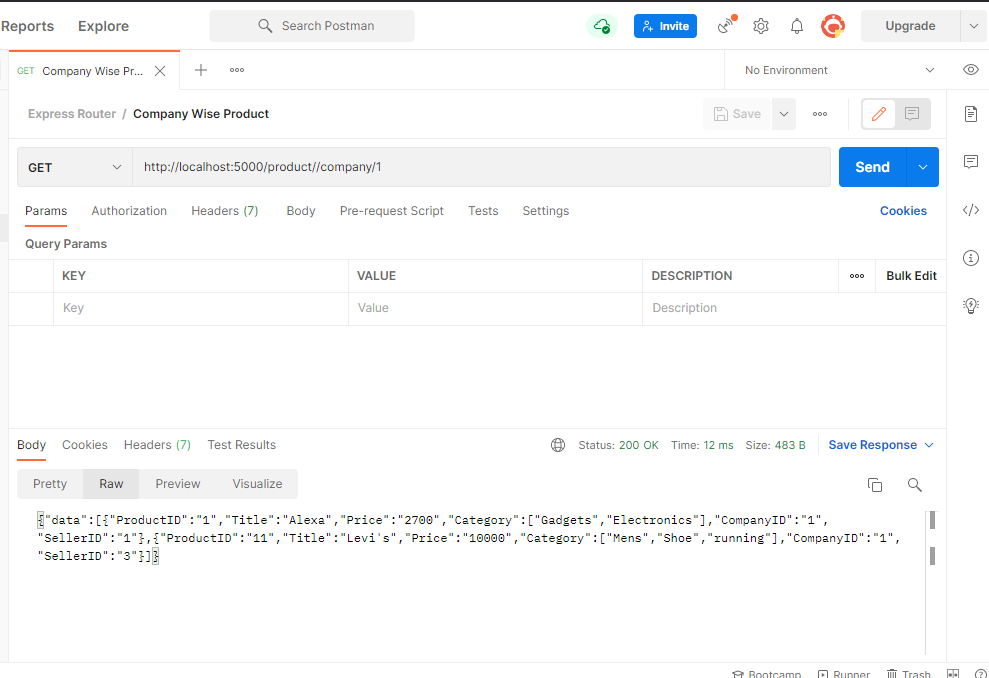 Reports Explore Search Postman Invite Upgrade
GET Company Wise Pr... No Environment
Express Router / Company Wise Product Save
GET http://localhost:5000/product//company/1 Send
Params Authorization Headers (7) Body Pre-request Script Tests Settings Cookies
Query Params
KEY VALUE DESCRIPTION Bulk Edit
Key Value Description
Body Cookies Headers (7) Test Results Status: 200 OK Time: 12 ms Size: 483 B Save Response
Pretty Raw Preview Visualize
{"data":[{"ProductID":"1","Title":"Alexa","Price":"2700","Category":["Gadgets","Electronics"],"CompanyID":"1",
"SellerID":"1"},{"ProductID":"11","Title":"Levi's","Price":"10000","Category":["Mens","Shoe","running"],"CompanyID":"1",
"SellerID":"3"}]}
Bootcamp Runner Trash